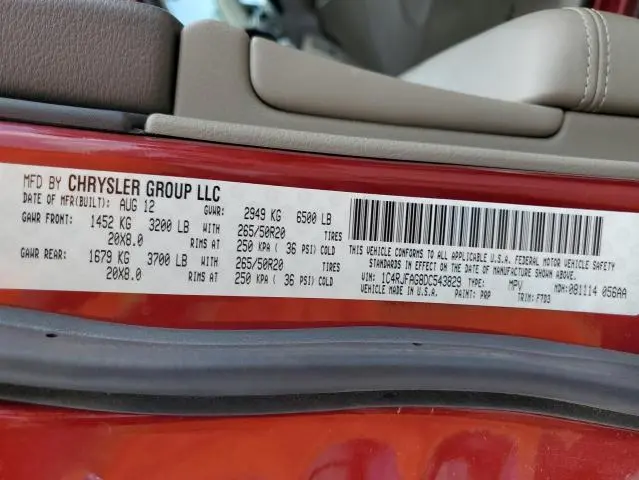 MFD BY CHRYSLER GROUP LLC
DATE OF MFR(BUILT): AUG 12 GVWR: 2949 KG 6500 LB
GAWR FRONT: 1452 KG 3200 LB WITH: 265/50R20 TIRES
20X8.0 RIMS AT 250 KPA ( 36 PSI) COLD
GAWR REAR: 1679 KG 3700 LB WITH: 265/50R20 TIRES
20X8.0 RIMS AT 250 KPA ( 36 PSI) COLD
THIS VEHICLE CONFORMS TO ALL APPLICABLE U.S.A. FEDERAL MOTOR VEHICLE SAFETY
STANDARDS IN EFFECT ON THE DATE OF MANUFACTURE SHOWN ABOVE.
VIN: 1C4RJFAG8DC543829 TYPE: MPV MDH: 081114 056AA
VEHICLE MADE IN U.S.A. PAINT: PRP TRIM: FTD3